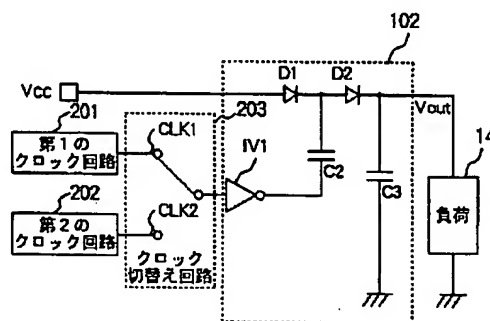 102
D1
D2
Vcc
201
203
Vout
第1の
クロック回路
CLK1
IV1
C2
C3
14
202
第2の
クロック回路
CLK2
負荷
クロック
切替え回路